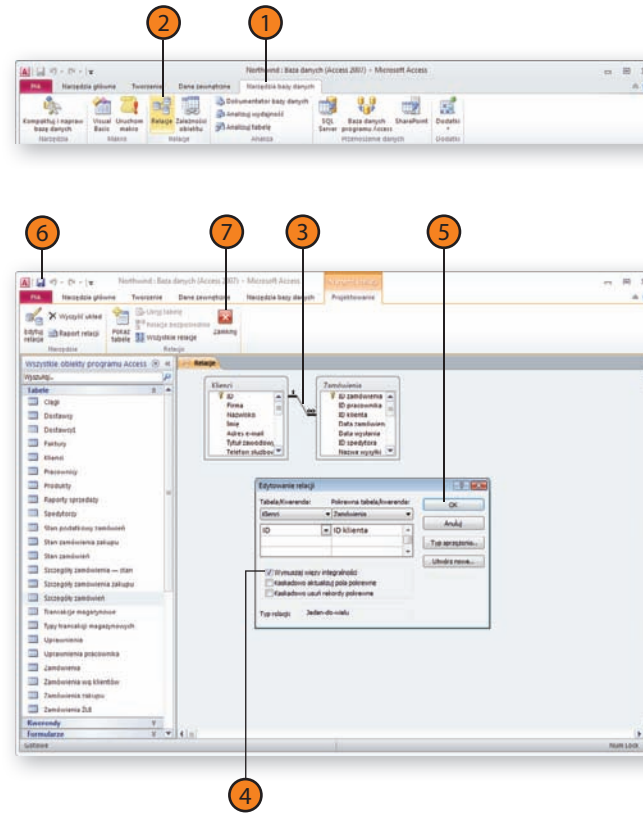 2
1
Northwind : Baza danych (Access 2007) - Microsoft Access
Plik Narzędzia główne Tworzenie Dane zewnętrzne Narzędzia bazy danych
Kompaktuj i napraw bazę danych
Visual Basic
Uruchom makro
Relacje
Zależności obiektu
Dokumentator bazy danych
Analizuj wydajność
Analizuj tabelę
SQL Server
Baza danych programu Access
SharePoint
Dodatki
Narzędzia Makro Relacje Analiza Przenoszenie danych Dodatki
6
7
3
5
Northwind : Baza danych (Access 2007) - Microsoft Access
Plik Narzędzia główne Tworzenie Dane zewnętrzne Narzędzia bazy danych Projektowanie
Edytuj relacje
Wyczyść układ
Raport relacji
Pokaż tabelę
Ukryj tabelę
Relacje bezpośrednie
Wszystkie relacje
Zamknij
Narzędzia Relacje
Wszystkie obiekty programu Access
Wyszukaj...
Tabele
Ciągi
Dostawcy
Faktury
Klienci
Pracownicy
Produkty
Raporty sprzedaży
Spedytorzy
Stan podatkowy zamówień
Stan zamówienia zakupu
Stan zamówień
Szczegóły zamówienia — stan
Szczegóły zamówienia zakupu
Szczegóły zamówień
Transakcje magazynowe
Typy transakcji magazynowych
Uprawnienia
Uprawnienia pracownika
Zamówienia
Zamówienia wg klientów
Zamówienia zakupu
Kwerendy
Formularze
Gotowe
Num Lock
Relacje
Klienci
ID
Firma
Nazwisko
Imię
Adres e-mail
Tytuł zawodowy
Telefon służbow
1
∞
Zamówienia
ID zamówienia
ID pracownika
ID klienta
Data zamówien
Data wysłania
ID spedytora
Nazwa wysyłki
Edytowanie relacji
Tabela/Kwerenda: Pokrewna tabela/kwerenda:
Klienci Zamówienia
ID ID klienta
OK
Anuluj
Typ sprzężenia...
Utwórz nowe...
Wymuszaj więzy integralności
Kaskadowo aktualizuj pola pokrewne
Kaskadowo usuń rekordy pokrewne
Typ relacji: Jeden-do-wielu
4